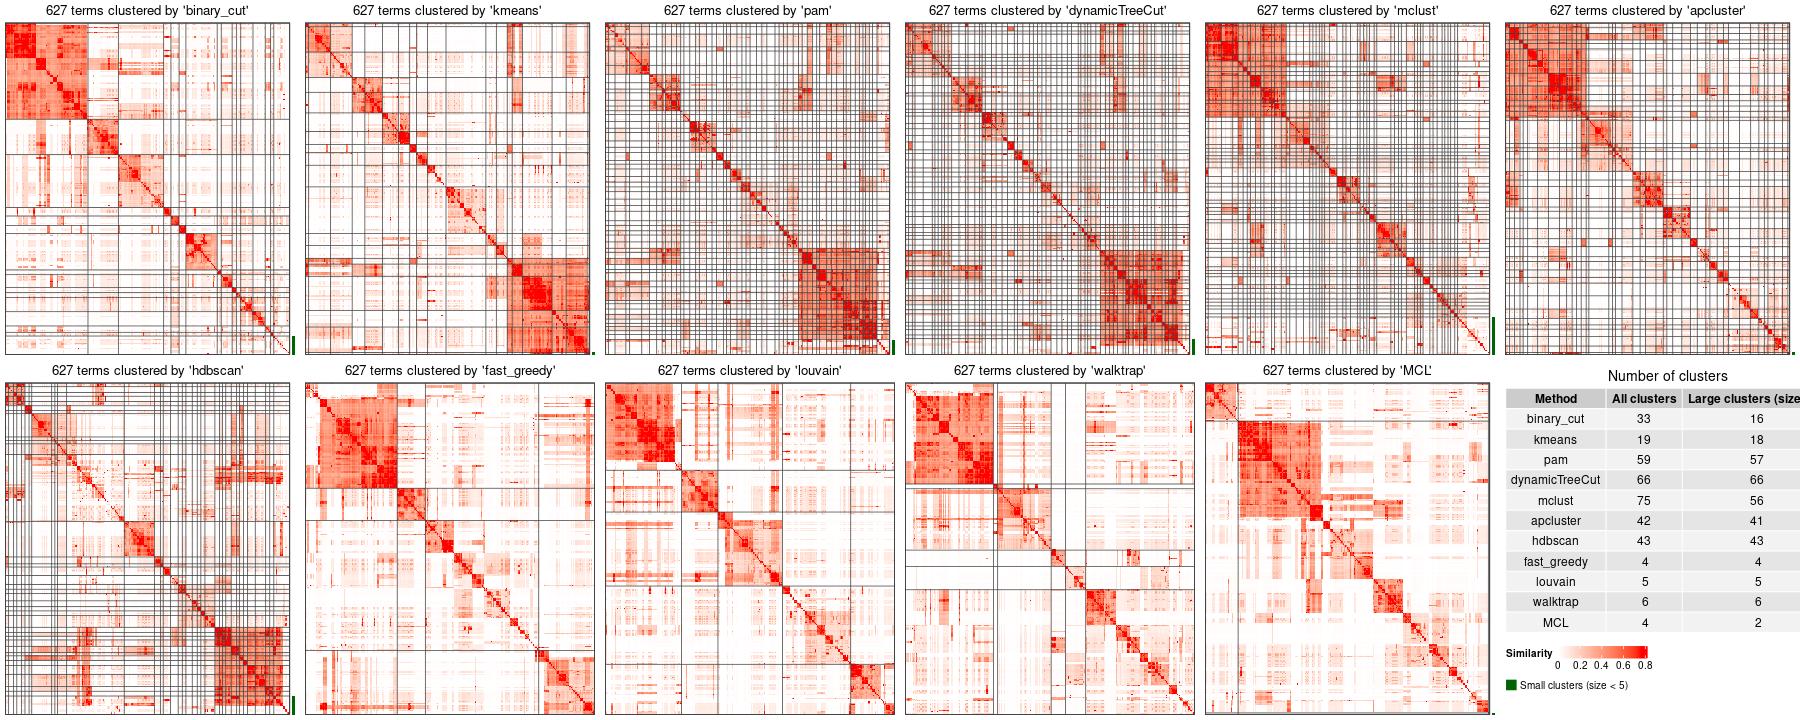 627 terms clustered by 'binary_cut'
627 terms clustered by 'kmeans'
627 terms clustered by 'pam'
627 terms clustered by 'dynamicTreeCut'
627 terms clustered by 'mclust'
627 terms clustered by 'apcluster'
627 terms clustered by 'hdbscan'
627 terms clustered by 'fast_greedy'
627 terms clustered by 'louvain'
627 terms clustered by 'walktrap'
627 terms clustered by 'MCL'
Number of clusters
Method All clusters Large clusters (size
binary_cut 33 16
kmeans 19 18
pam 59 57
dynamicTreeCut 66 66
mclust 75 56
apcluster 42 41
hdbscan 43 43
fast_greedy 4 4
louvain 5 5
walktrap 6 6
MCL 4 2
Similarity
0 0.2 0.4 0.6 0.8
Small clusters (size < 5)